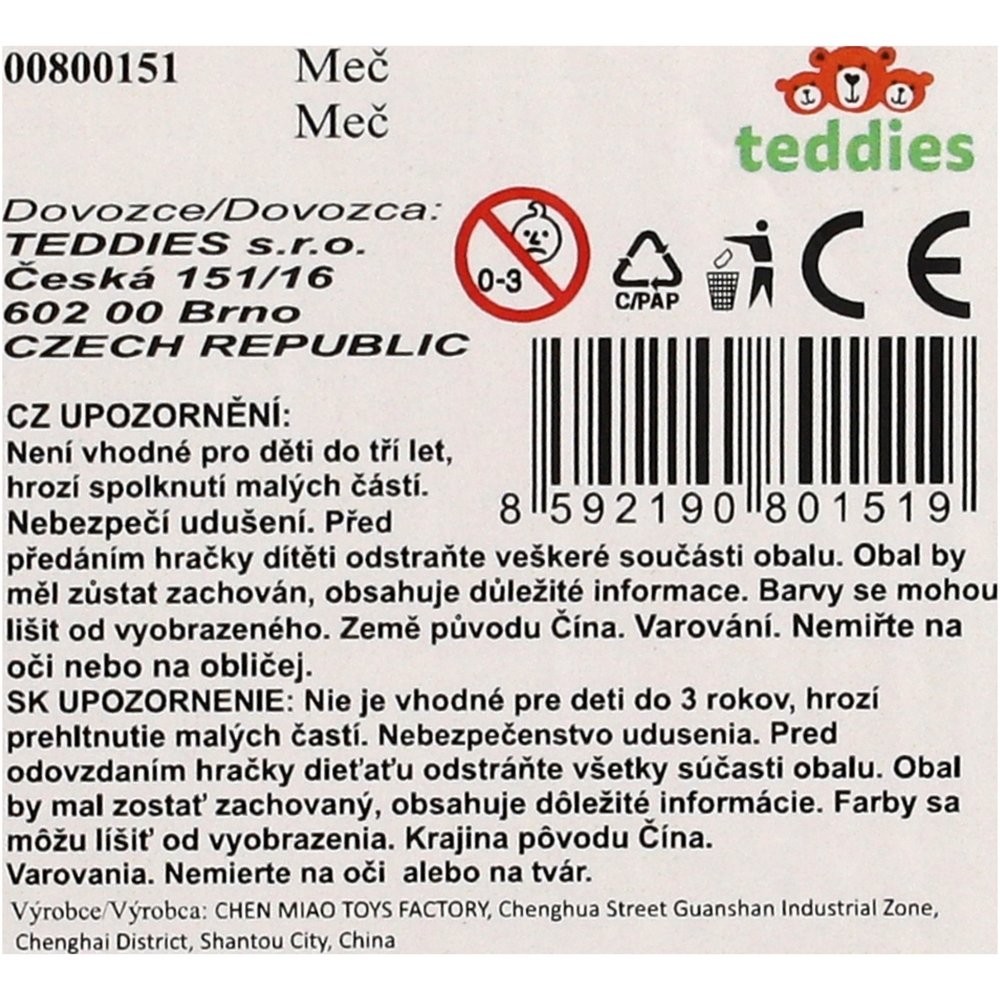 00800151 Meč
Meč
teddies
Dovozce/Dovozca:
TEDDIES s.r.o.
Česká 151/16
602 00 Brno
CZECH REPUBLIC
0-3
C/PAP
CE
8 592190 801519
CZ UPOZORNĚNÍ:
Není vhodné pro děti do tří let,
hrozí spolknutí malých částí.
Nebezpečí udušení. Před
předáním hračky dítěti odstraňte veškeré součásti obalu. Obal by
měl zůstat zachován, obsahuje důležité informace. Barvy se mohou
lišit od vyobrazeného. Země původu Čína. Varování. Nemiřte na
oči nebo na obličej.
SK UPOZORNENIE: Nie je vhodné pre deti do 3 rokov, hrozí
prehltnutie malých častí. Nebezpečenstvo udusenia. Pred
odovzdaním hračky dieťaťu odstráňte všetky súčasti obalu. Obal
by mal zostať zachovaný, obsahuje dôležité informácie. Farby sa
môžu líšiť od vyobrazenia. Krajina pôvodu Čína.
Varovania. Nemierte na oči alebo na tvár.
Výrobce/Výrobca: CHEN MIAO TOYS FACTORY, Chenghua Street Guanshan Industrial Zone,
Chenghai District, Shantou City, China